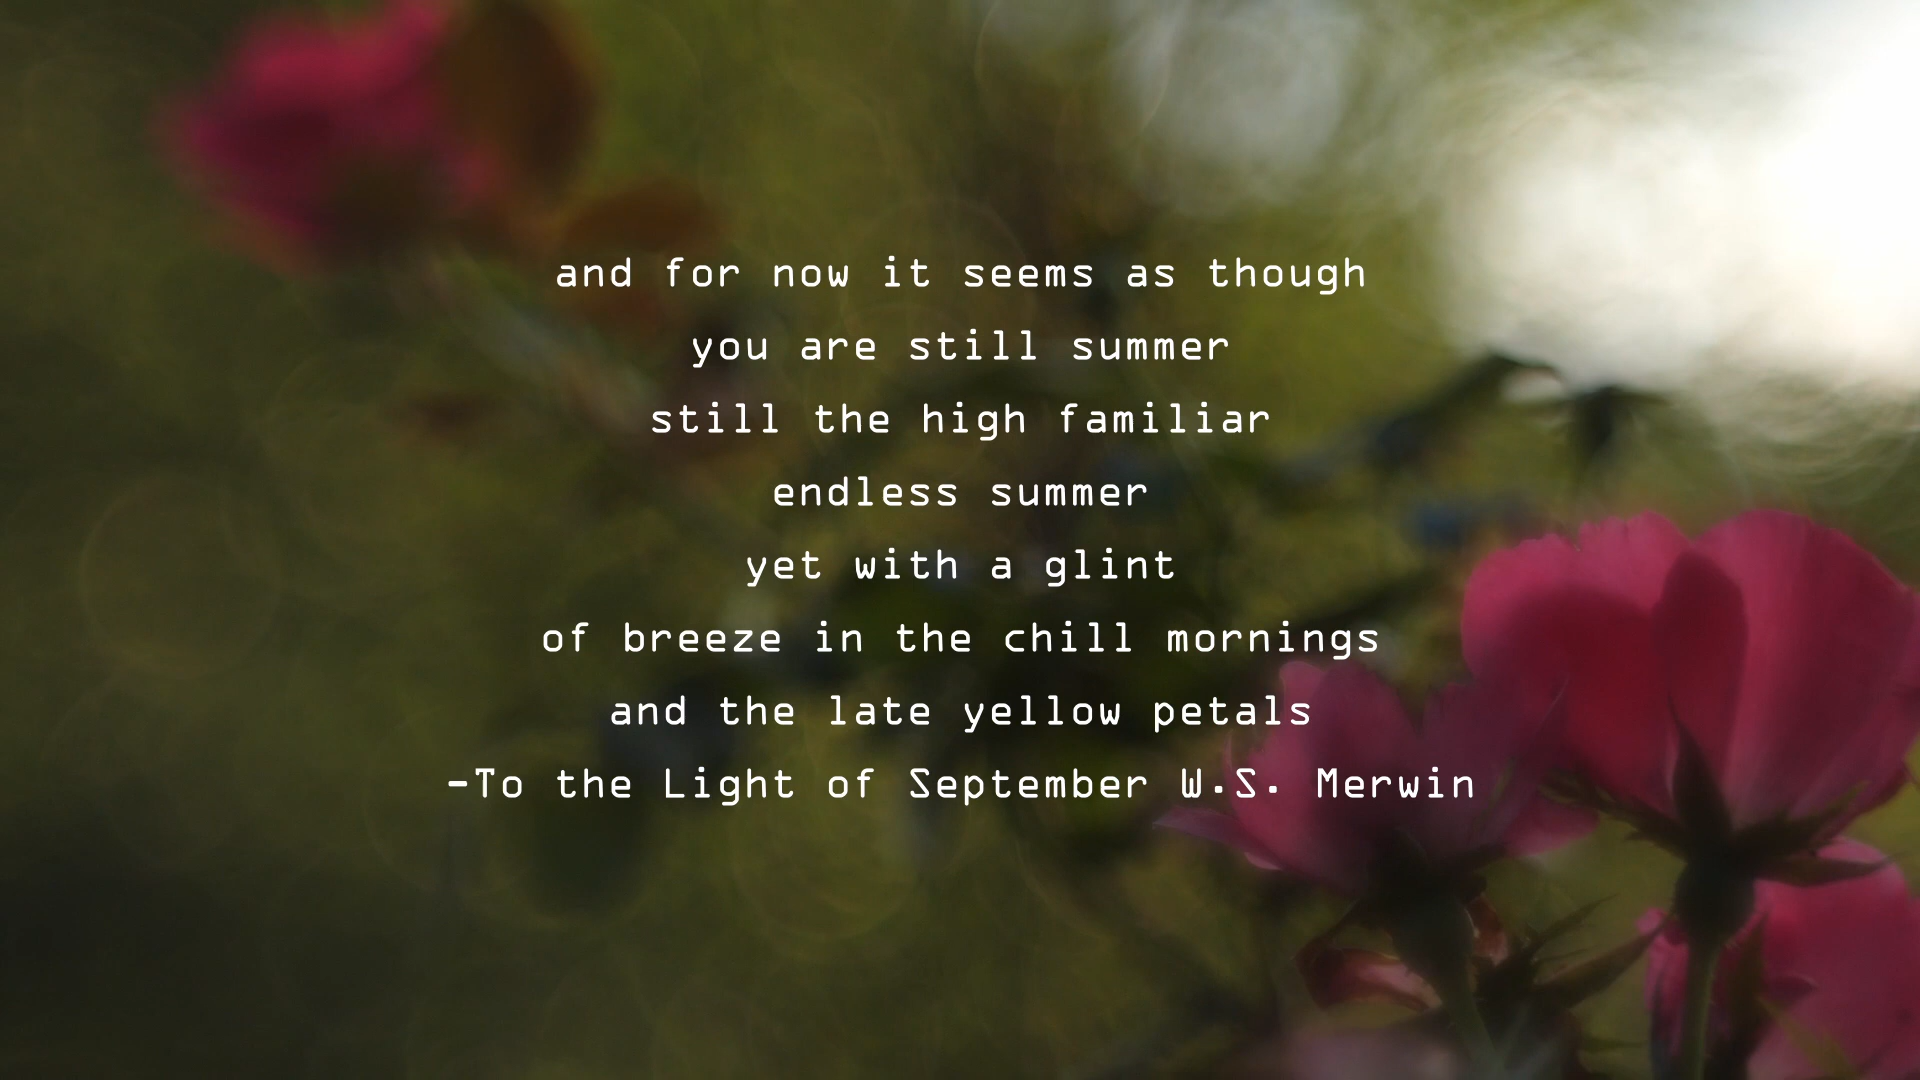 and for now it seems as though
you are still summer
still the high familiar
endless summer
yet with a glint
of breeze in the chill mornings
and the late yellow petals
-To the Light of September W.S. Merwin